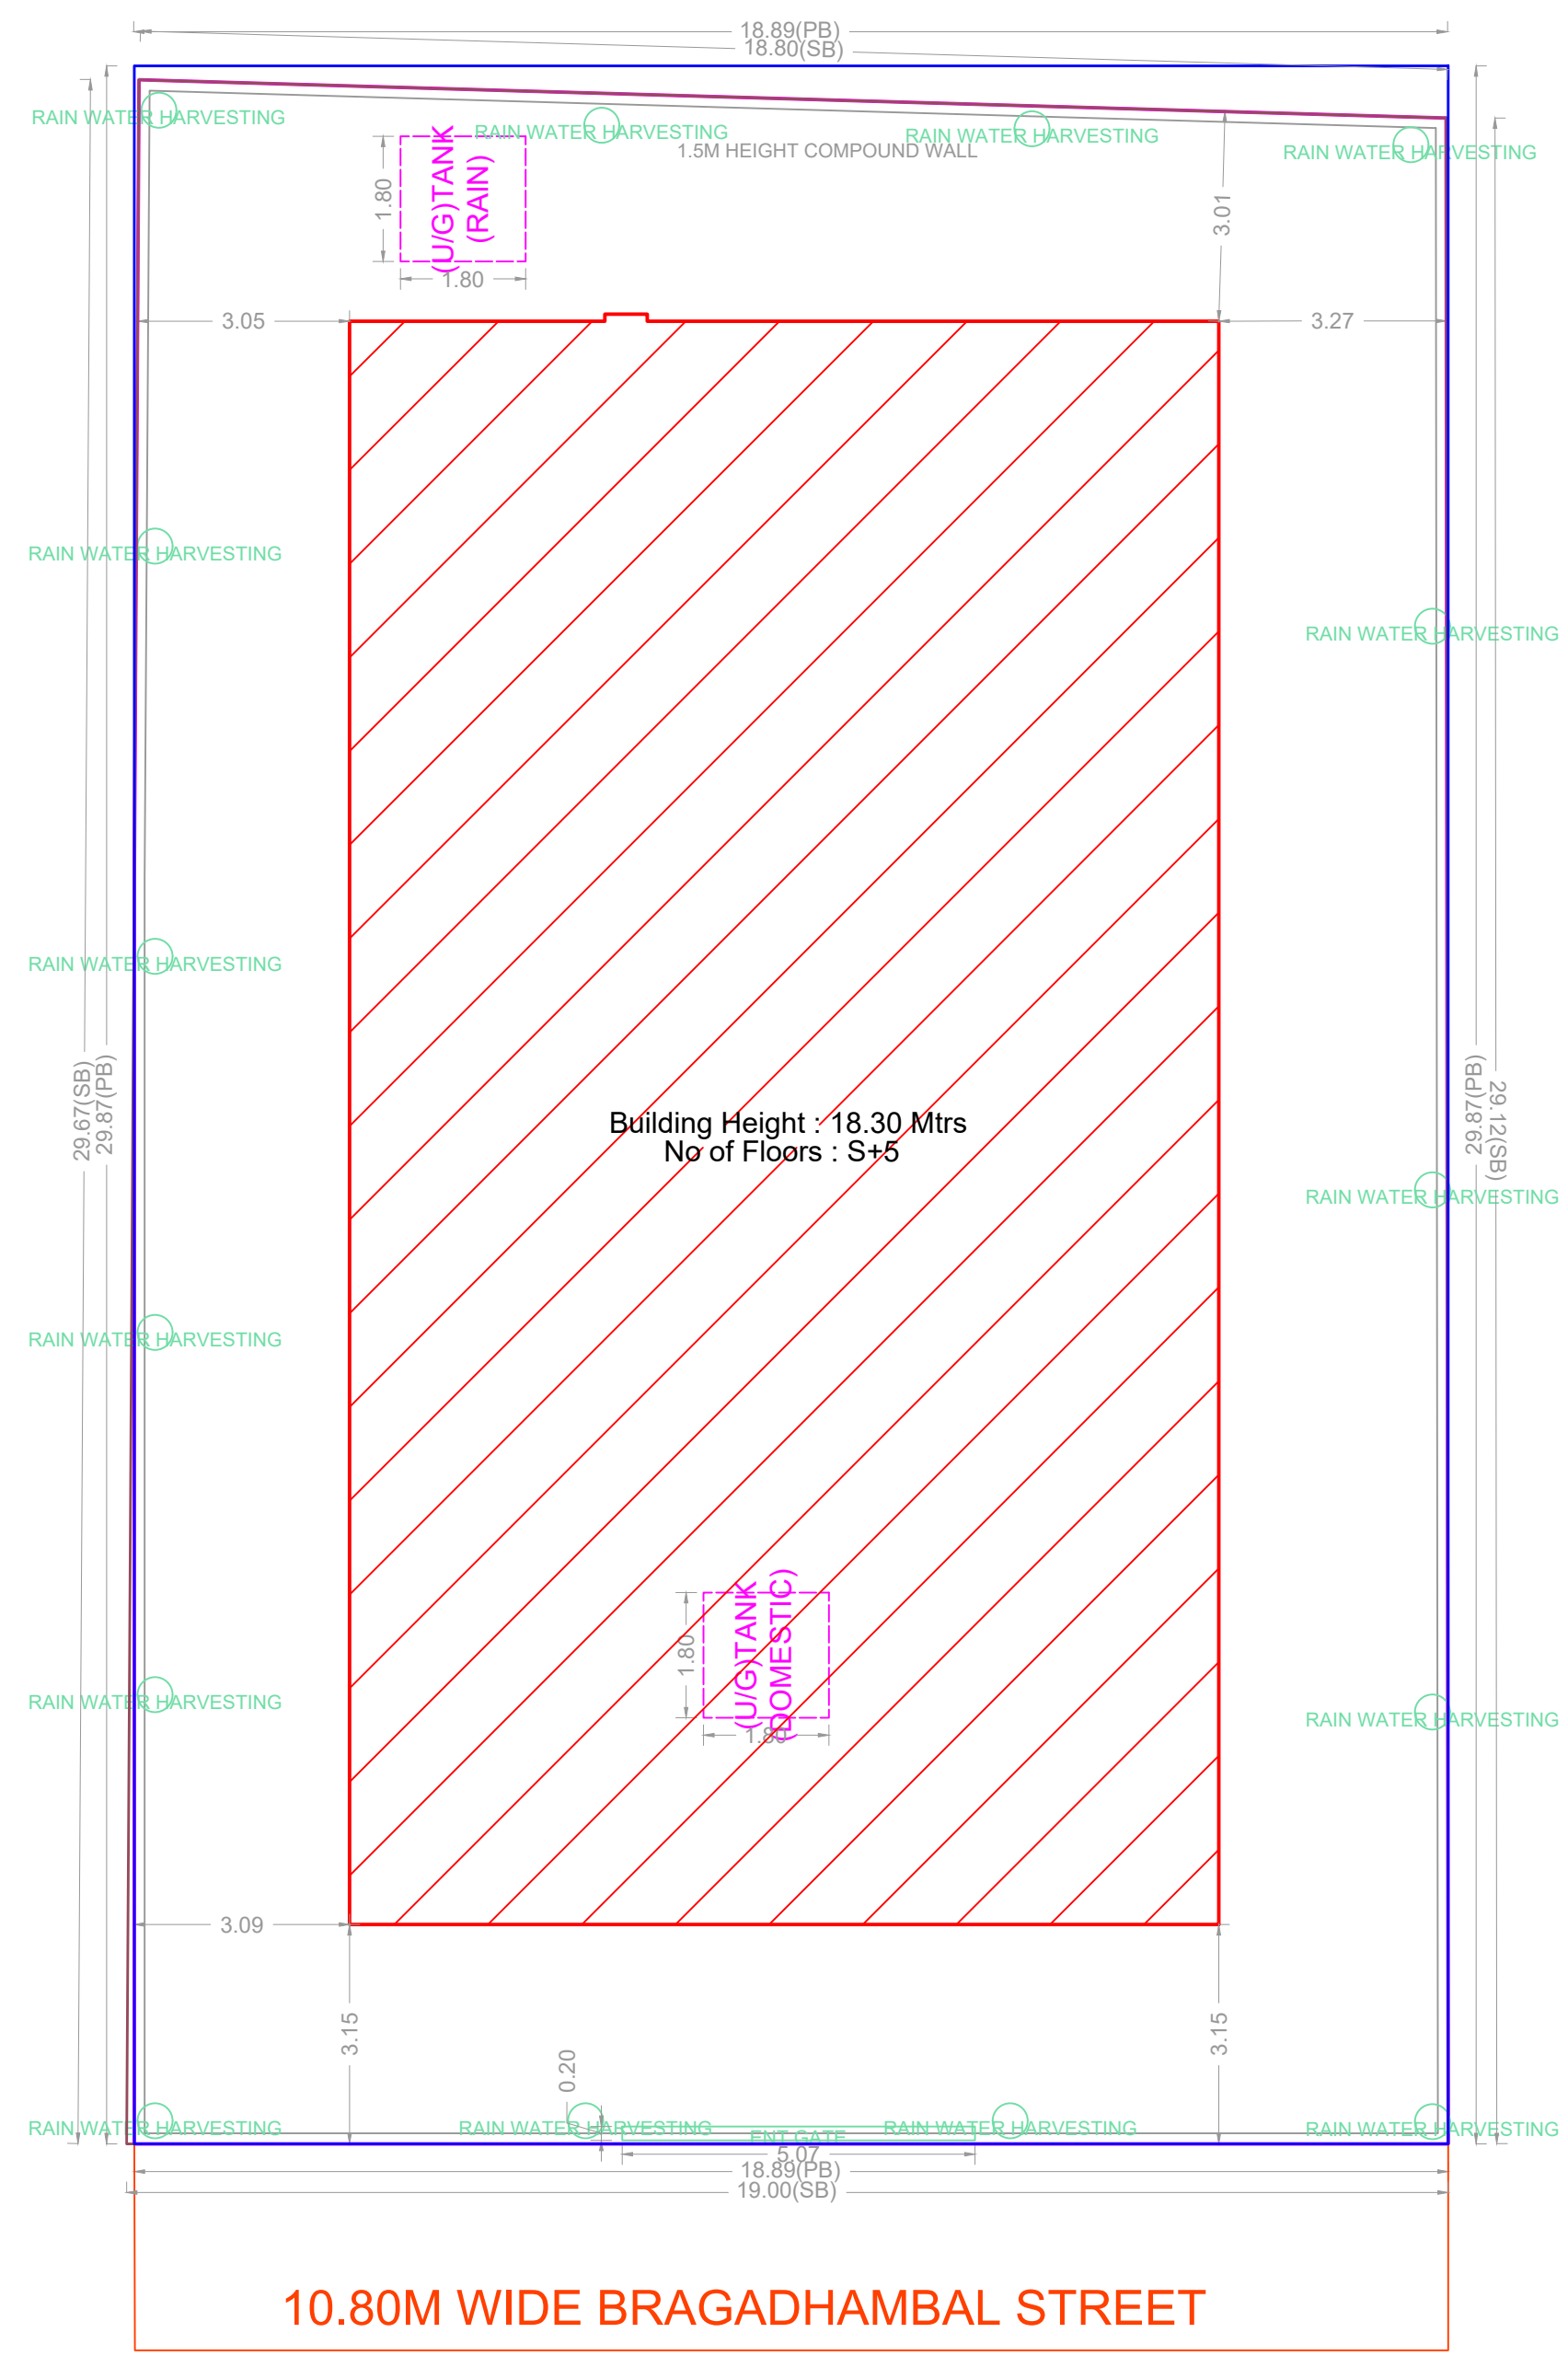 18.89(PB)
18.80(SB)
RAIN WATER HARVESTING
RAIN WATER HARVESTING
RAIN WATER HARVESTING
RAIN WATER HARVESTING
1.5M HEIGHT COMPOUND WALL
(U/G)TANK
(RAIN)
1.80
1.80
3.01
3.05
3.27
RAIN WATER HARVESTING
RAIN WATER HARVESTING
RAIN WATER HARVESTING
29.67(SB)
29.87(PB)
29.87(PB)
29.12(SB)
Building Height : 18.30 Mtrs
No of Floors : S+5
RAIN WATER HARVESTING
RAIN WATER HARVESTING
(U/G)TANK
(DOMESTIC)
1.80
1.80
RAIN WATER HARVESTING
RAIN WATER HARVESTING
3.09
3.15
3.15
0.20
RAIN WATER HARVESTING
RAIN WATER HARVESTING
RAIN WATER HARVESTING
RAIN WATER HARVESTING
ENT GATE
5.07
18.89(PB)
19.00(SB)
10.80M WIDE BRAGADHAMBAL STREET